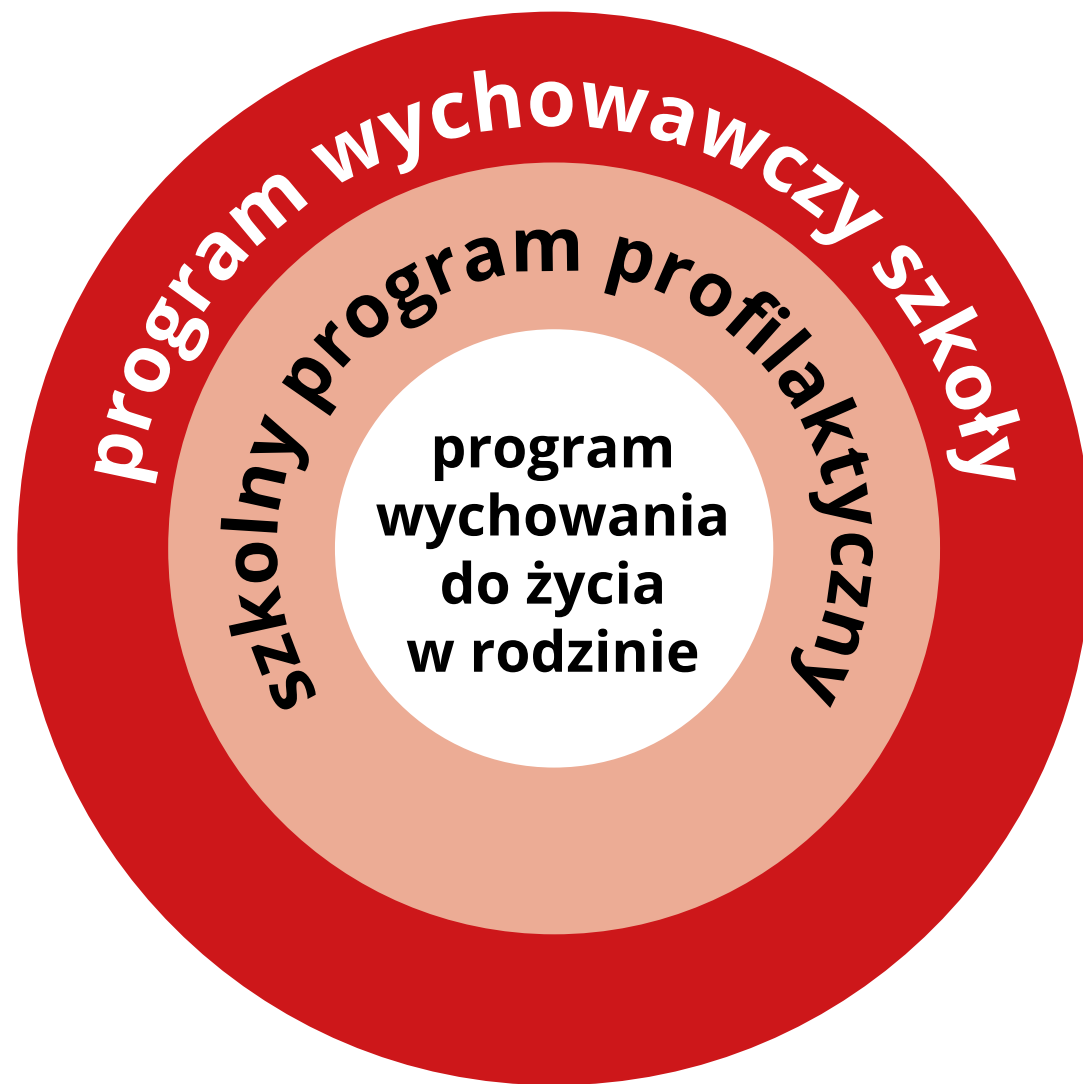 program wychowawczy szkoły
szkolny program profilaktyczny
program
wychowania
do życia
w rodzinie